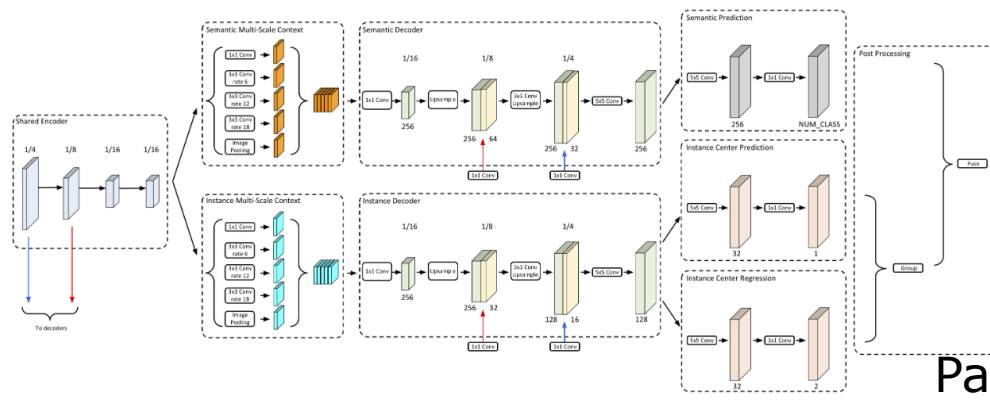 Shared Encoder
1/4
1/8
1/16
1/16
To decoders
Semantic Multi-Scale Context
1x1 Conv
3x3 Conv
rate 6
3x3 Conv
rate 12
3x3 Conv
rate 18
Image
Pooling
Semantic Decoder
1/16
1/8
1/4
1x1 Conv
256
Upsample
256
64
5x5 Conv
Upsample
256
32
5x5 Conv
256
1x1 Conv
1x1 Conv
Semantic Prediction
5x5 Conv
256
1x1 Conv
NUM_CLASS
Instance Multi-Scale Context
1x1 Conv
3x3 Conv
rate 6
3x3 Conv
rate 12
3x3 Conv
rate 18
Image
Pooling
Instance Decoder
1/16
1/8
1/4
1x1 Conv
256
Upsample
256
32
5x5 Conv
Upsample
128
16
5x5 Conv
128
1x1 Conv
1x1 Conv
Instance Center Prediction
5x5 Conv
32
1x1 Conv
1
Instance Center Regression
5x5 Conv
32
1x1 Conv
2
Post Processing
Fuse
Group
Pa